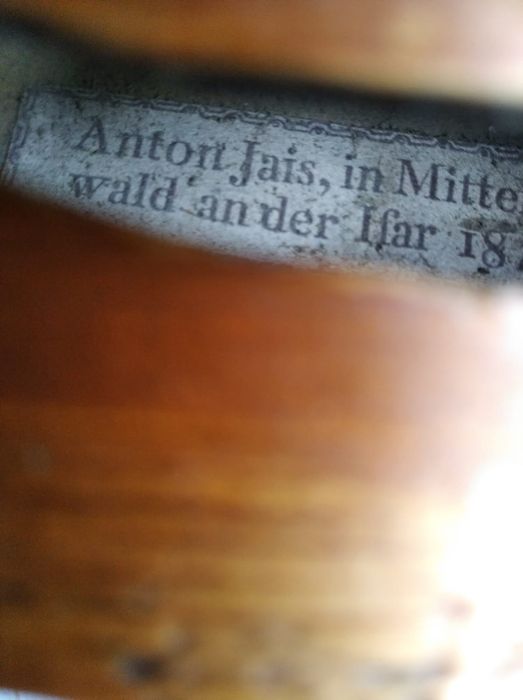 Anton Jais, in Mitte
wald an der Iſar 18